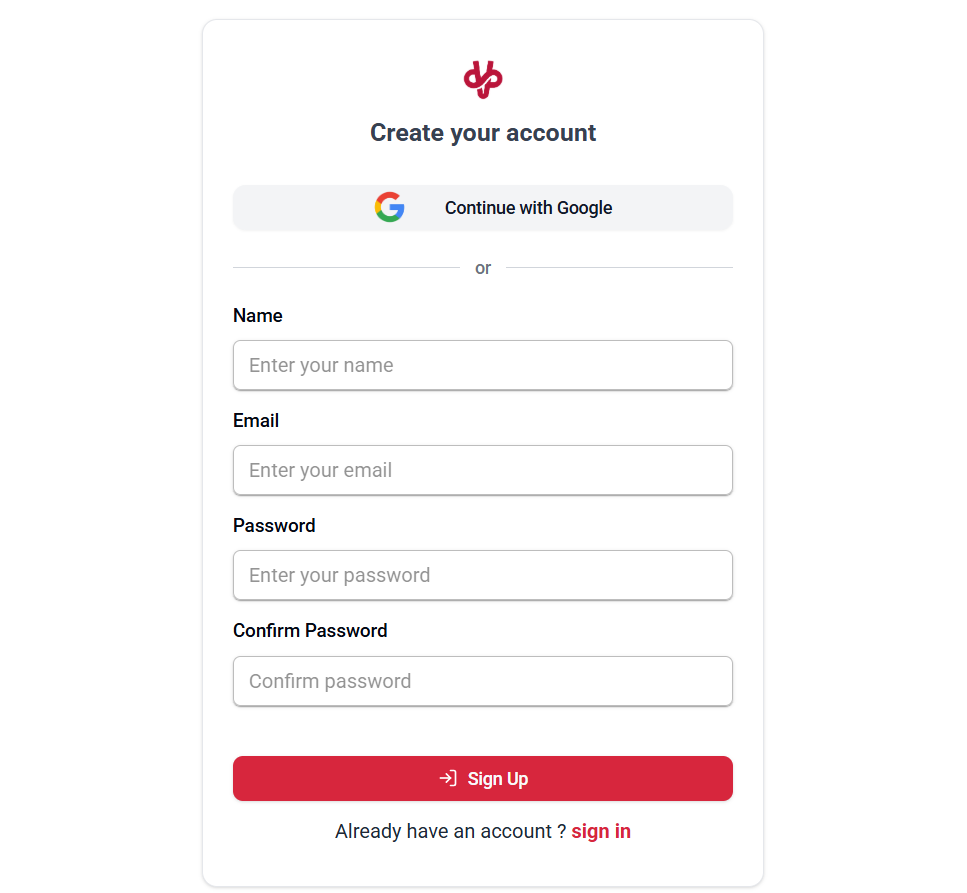 Create your account
Continue with Google
or
Name
Enter your name
Email
Enter your email
Password
Enter your password
Confirm Password
Confirm password
Sign Up
Already have an account ? sign in